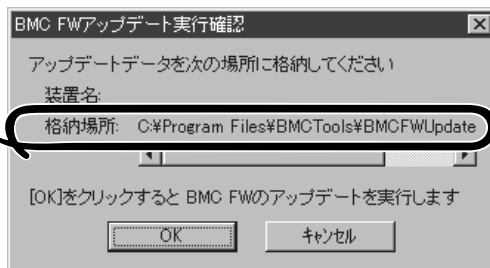 BMC FWアップデート実行確認
アップデートデータを次の場所に格納してください
装置名:
格納場所: C:¥Program Files¥BMCTools¥BMCFWUpdate
[OK]をクリックすると BMC FWのアップデートを実行します
OK キャンセル